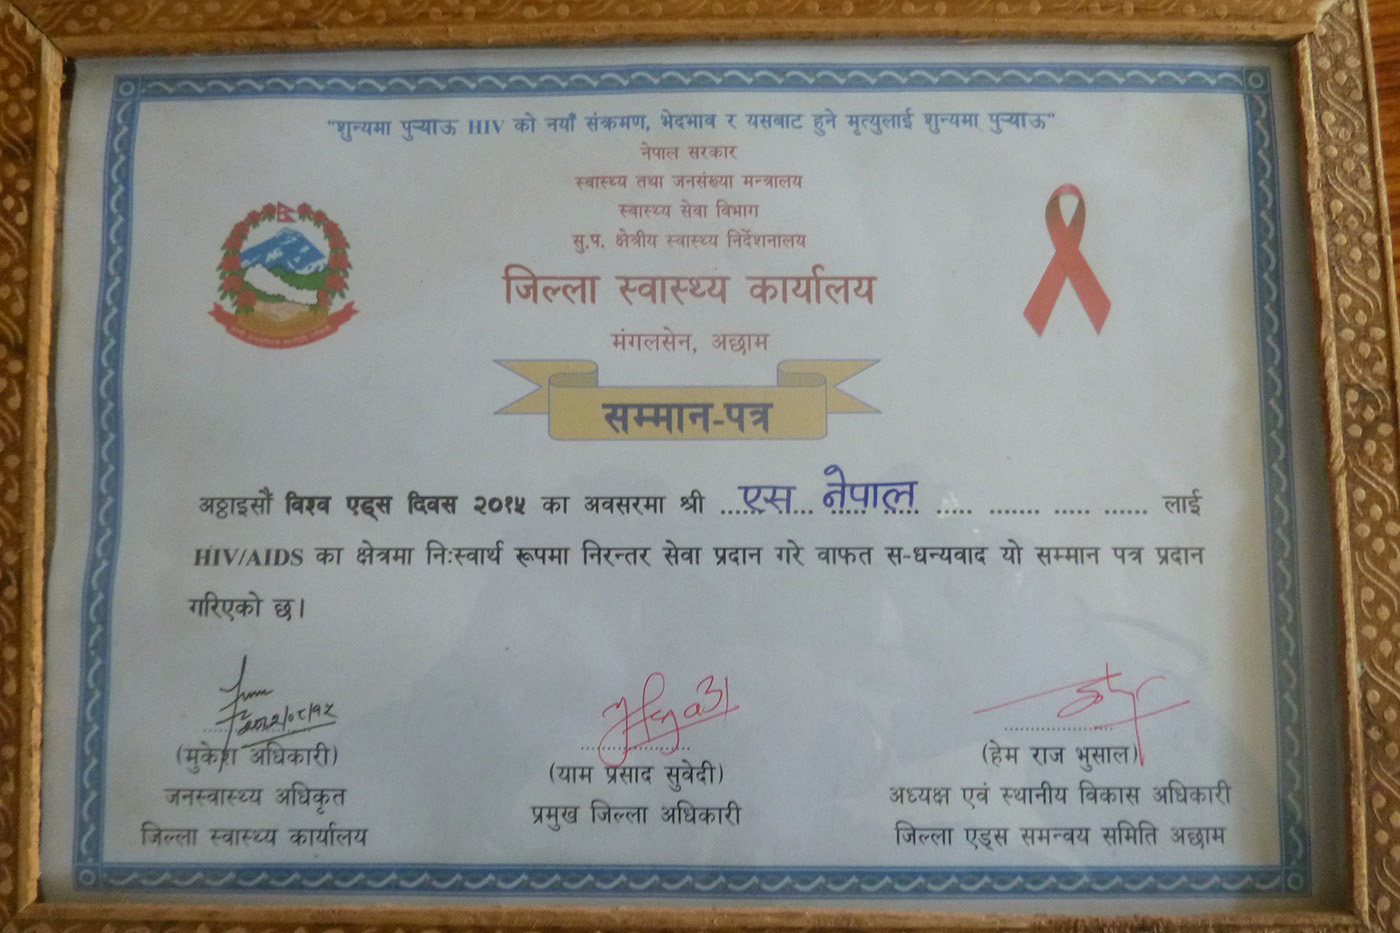 "शुन्यमा पुऱ्याऊ HIV को नयाँ संक्रमण, भेदभाव र यसबाट हुने मृत्युलाई शुन्यमा पुऱ्याऊ"
नेपाल सरकार
स्वास्थ्य तथा जनसंख्या मन्त्रालय
स्वास्थ्य सेवा विभाग
सु.प. क्षेत्रीय स्वास्थ्य निर्देशनालय
जिल्ला स्वास्थ्य कार्यालय
मंगलसेन, अछाम
सम्मान-पत्र
अठ्ठाइसौं विश्व एड्स दिवस २०१५ का अवसरमा श्री एस नेपाल लाई
HIV/AIDS का क्षेत्रमा निःस्वार्थ रूपमा निरन्तर सेवा प्रदान गरे वाफत स-धन्यवाद यो सम्मान पत्र प्रदान
गरिएको छ।
(मुकेश अधिकारी)
जनस्वास्थ्य अधिकृत
जिल्ला स्वास्थ्य कार्यालय
(याम प्रसाद सुवेदी)
प्रमुख जिल्ला अधिकारी
(हेम राज भुसाल)
अध्यक्ष एवं स्थानीय विकास अधिकारी
जिल्ला एड्स समन्वय समिति अछाम